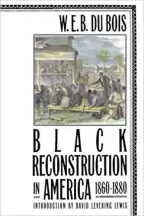 W.E.B. DU BOIS
BLACK
RECONSTRUCTION
IN AMERICA 1860-1880
INTRODUCTION BY DAVID LEVERING LEWIS